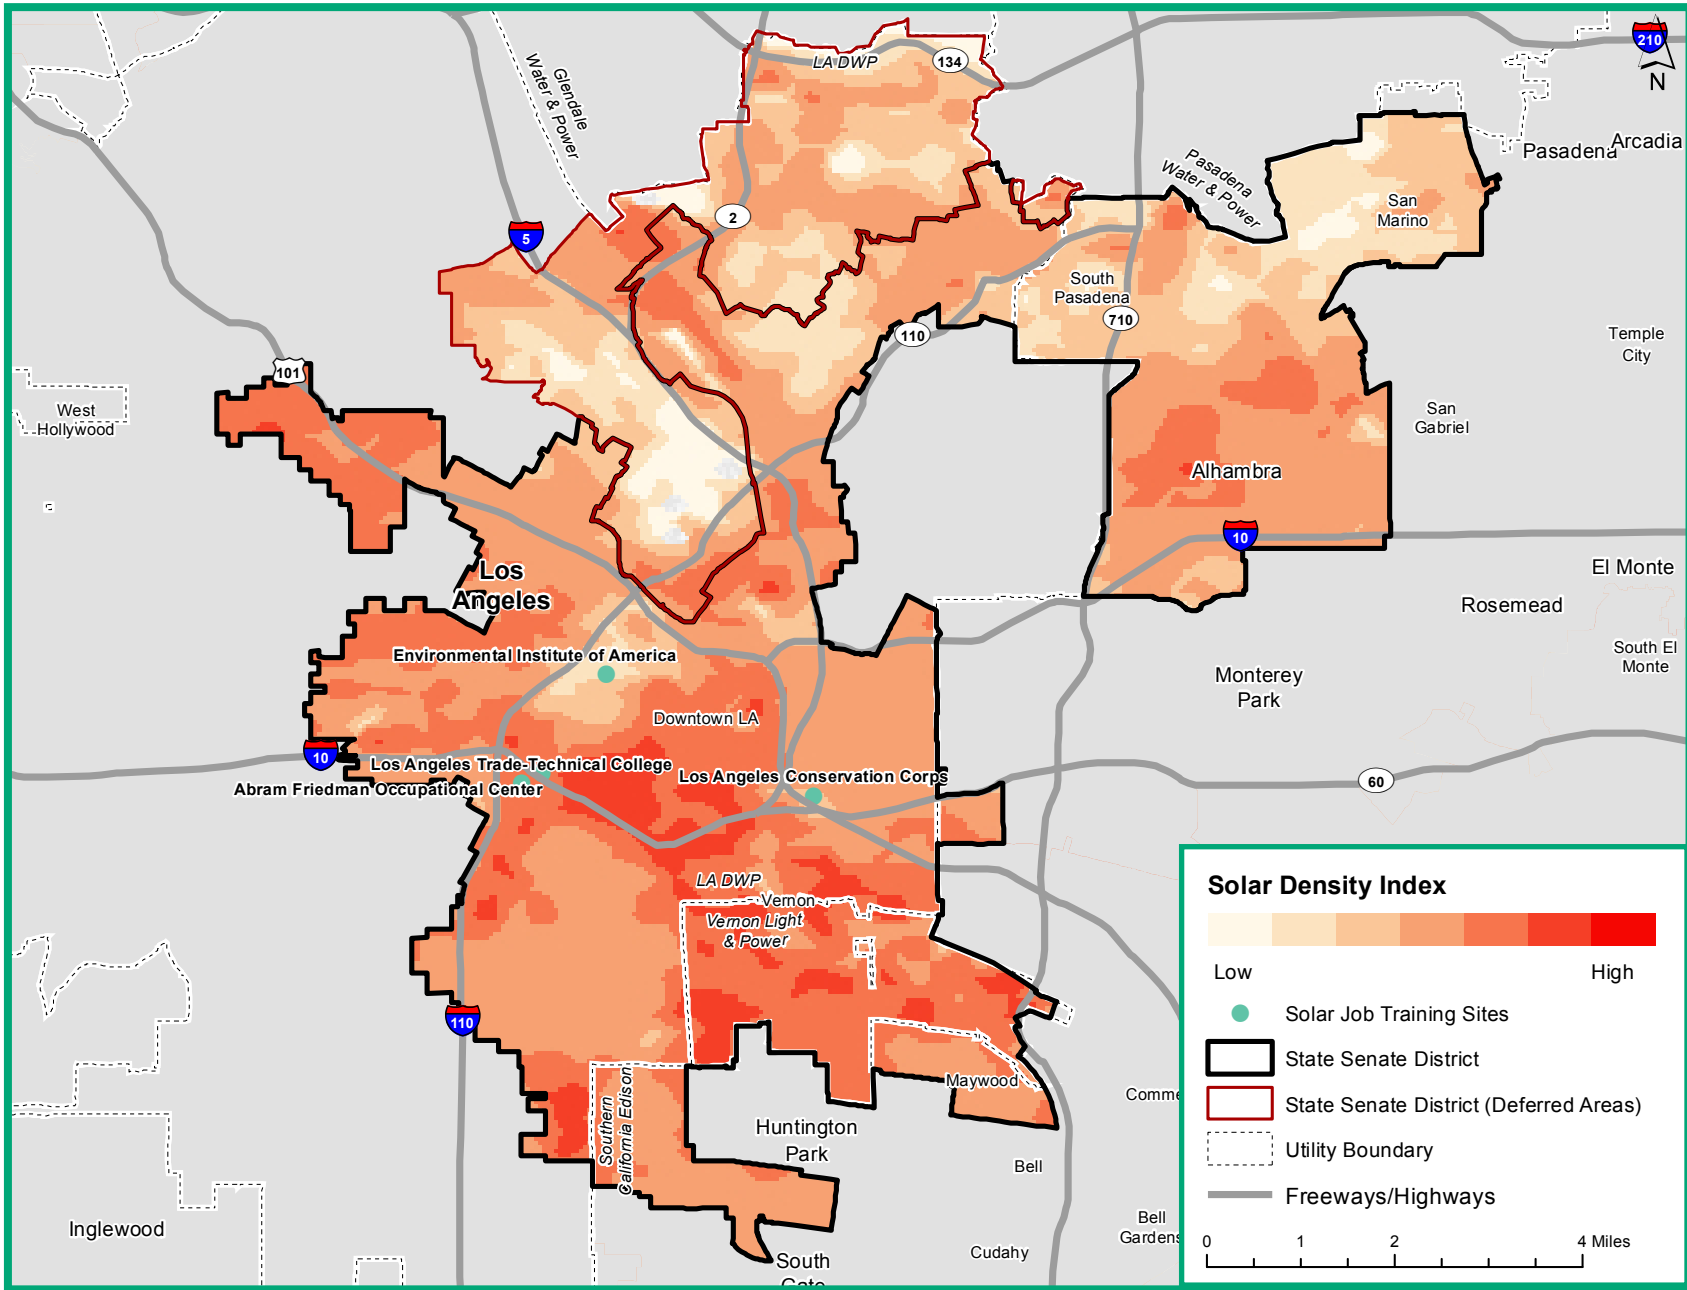 210
N
LA DWP
134
Glendale
Water & Power
Pasadena
Arcadia
Pasadena
Water & Power
San
Marino
2
5
South
Pasadena
710
110
Temple
City
101
West
Hollywood
San
Gabriel
Alhambra
10
Los
Angeles
El Monte
Rosemead
South El
Monte
Environmental Institute of America
Monterey
Park
Downtown LA
10
Los Angeles Trade-Technical College
Los Angeles Conservation Corps
Abram Friedman Occupational Center
60
LA DWP
Vernon
Vernon Light
& Power
110
Maywood
Comme
Southern
California Edison
Huntington
Park
Bell
Inglewood
Bell
Gardens
Cudahy
South
Gate
Solar Density Index
Low
High
Solar Job Training Sites
State Senate District
State Senate District (Deferred Areas)
Utility Boundary
Freeways/Highways
0 1 2 4 Miles